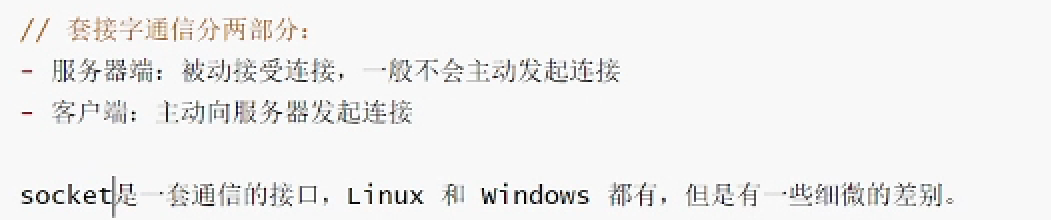 // 套接字通信分两部分：
- 服务器端：被动接受连接，一般不会主动发起连接
- 客户端：主动向服务器发起连接
socket是一套通信的接口，Linux 和 Windows 都有，但是有一些细微的差别。